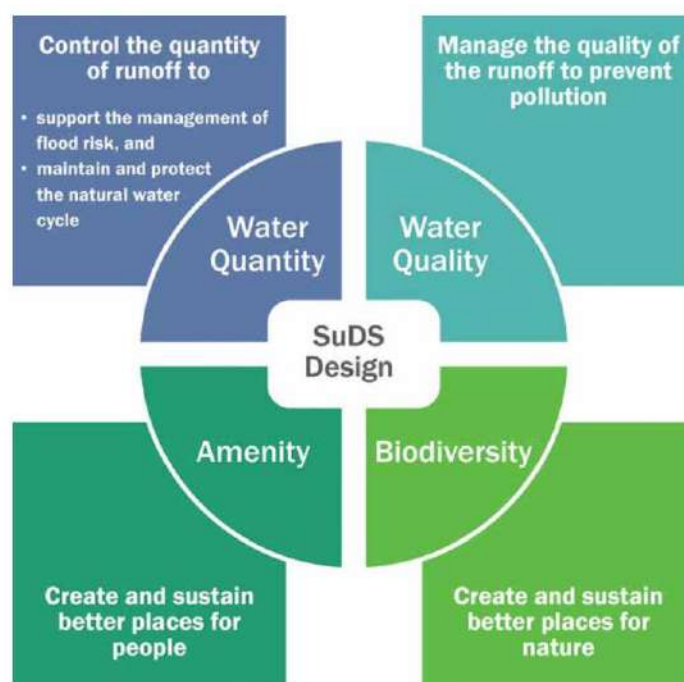 Control the quantity
of runoff to
• support the management of
flood risk, and
• maintain and protect
the natural water
cycle
Manage the quality of
the runoff to prevent
pollution
Water
Quantity
Water
Quality
SuDS
Design
Amenity
Biodiversity
Create and sustain
better places for
people
Create and sustain
better places for
nature